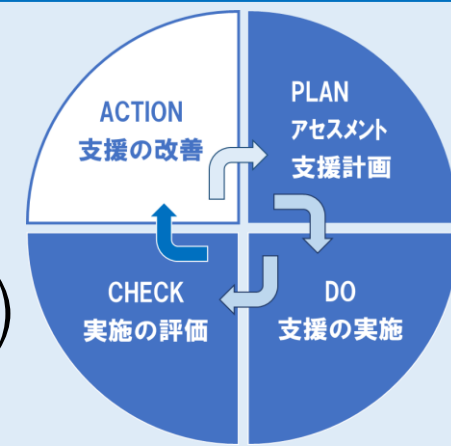 ACTION
支援の改善
PLAN
アセスメント
支援計画
CHECK
実施の評価
DO
支援の実施
)